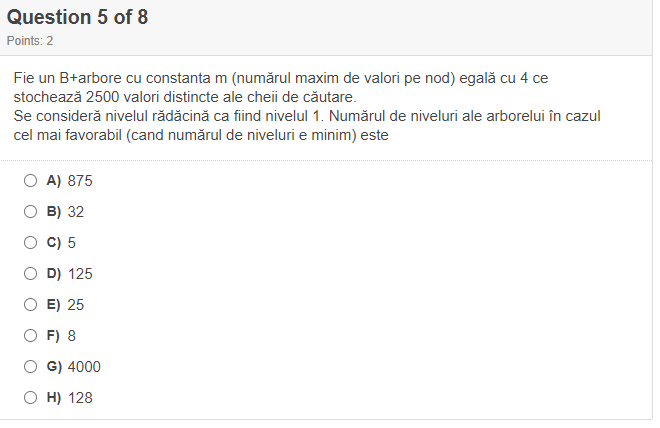 Question 5 of 8
Points: 2
Fie un B+arbore cu constanta m (numărul maxim de valori pe nod) egală cu 4 ce
stochează 2500 valori distincte ale cheii de căutare.
Se consideră nivelul rădăcină ca fiind nivelul 1. Numărul de niveluri ale arborelui în cazul
cel mai favorabil (cand numărul de niveluri e minim) este
A) 875
B) 32
C) 5
D) 125
E) 25
F) 8
G) 4000
H) 128